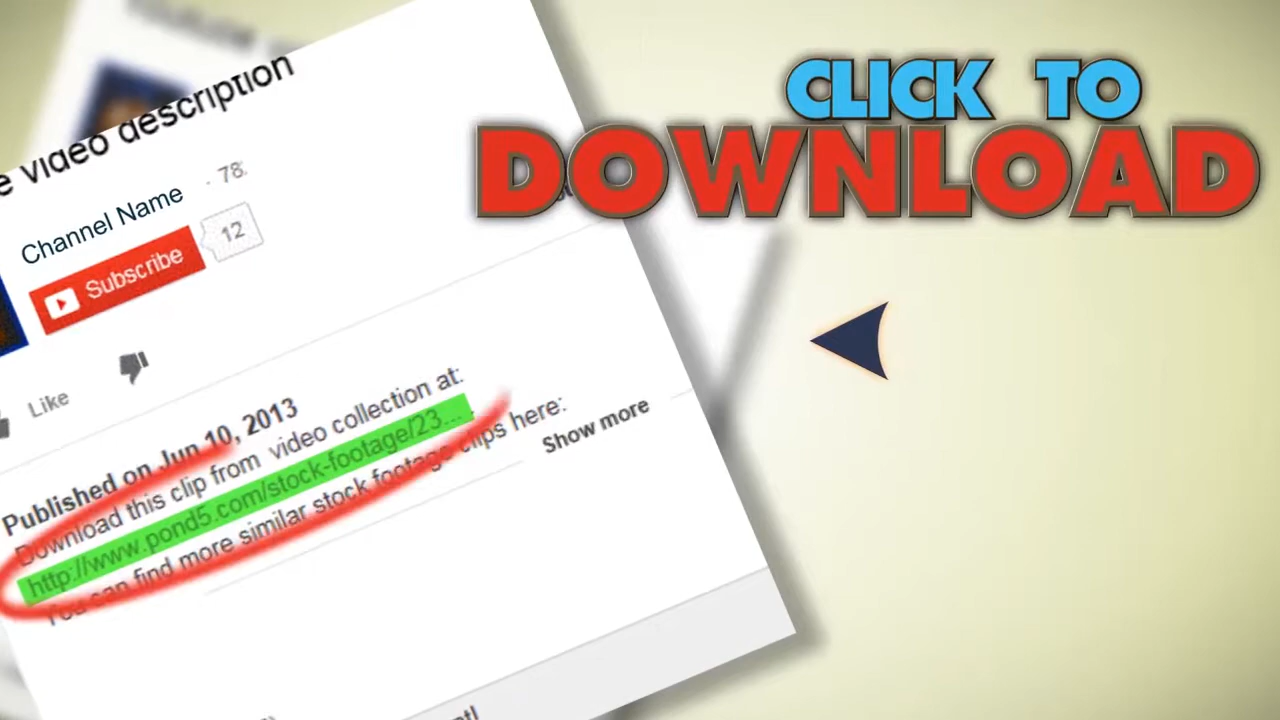 CLICK TO
DOWNLOAD
video description
Channel Name
78
Subscribe
12
Like
Published on Jun 10, 2013
Download this clip from video collection at:
http://www.pond5.com/stock-footage/23...
You can find more similar stock footage clips here:
Show more